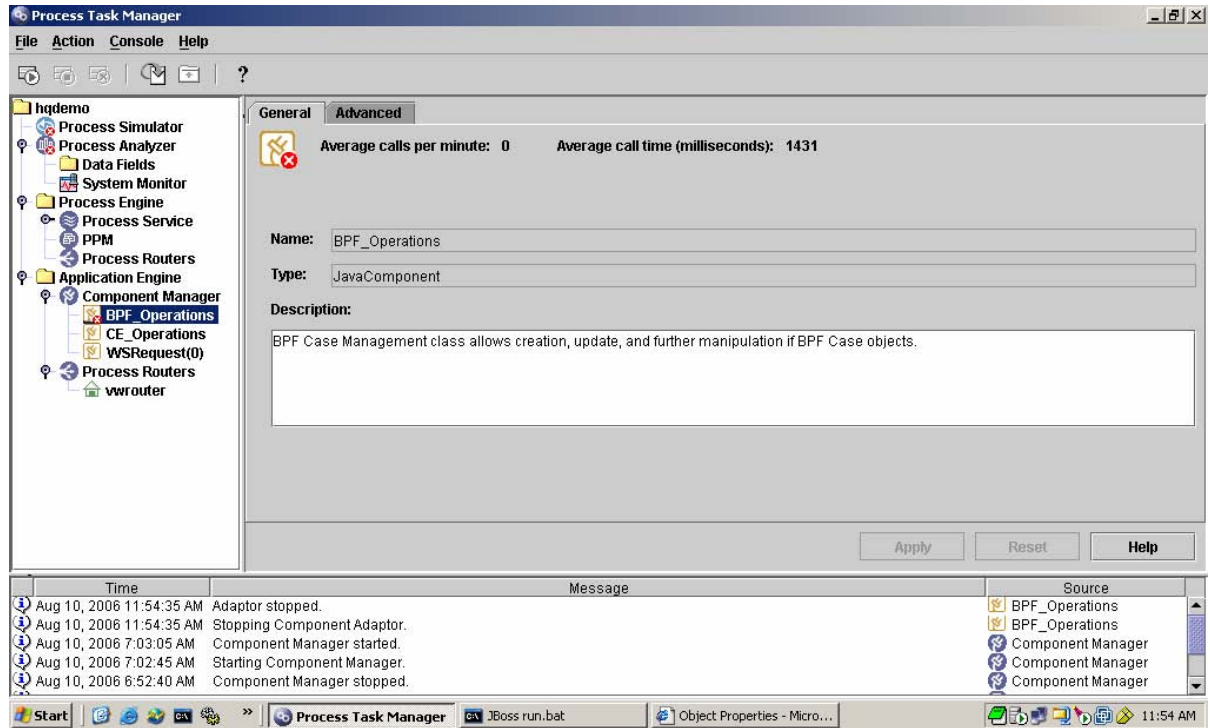 Process Task Manager
File Action Console Help
?
hqdemo
Process Simulator
Process Analyzer
Data Fields
System Monitor
Process Engine
Process Service
PPM
Process Routers
Application Engine
Component Manager
BPF_Operations
CE_Operations
WSRequest(0)
Process Routers
vwrouter
General Advanced
Average calls per minute: 0 Average call time (milliseconds): 1431
Name: BPF_Operations
Type: JavaComponent
Description:
BPF Case Management class allows creation, update, and further manipulation if BPF Case objects.
Apply Reset Help
Time Message Source
Aug 10, 2006 11:54:35 AM Adaptor stopped. BPF_Operations
Aug 10, 2006 11:54:35 AM Stopping Component Adaptor. BPF_Operations
Aug 10, 2006 7:03:05 AM Component Manager started. Component Manager
Aug 10, 2006 7:02:45 AM Starting Component Manager. Component Manager
Aug 10, 2006 6:52:40 AM Component Manager stopped. Component Manager
Start » Process Task Manager JBoss run.bat Object Properties - Micro... 11:54 AM